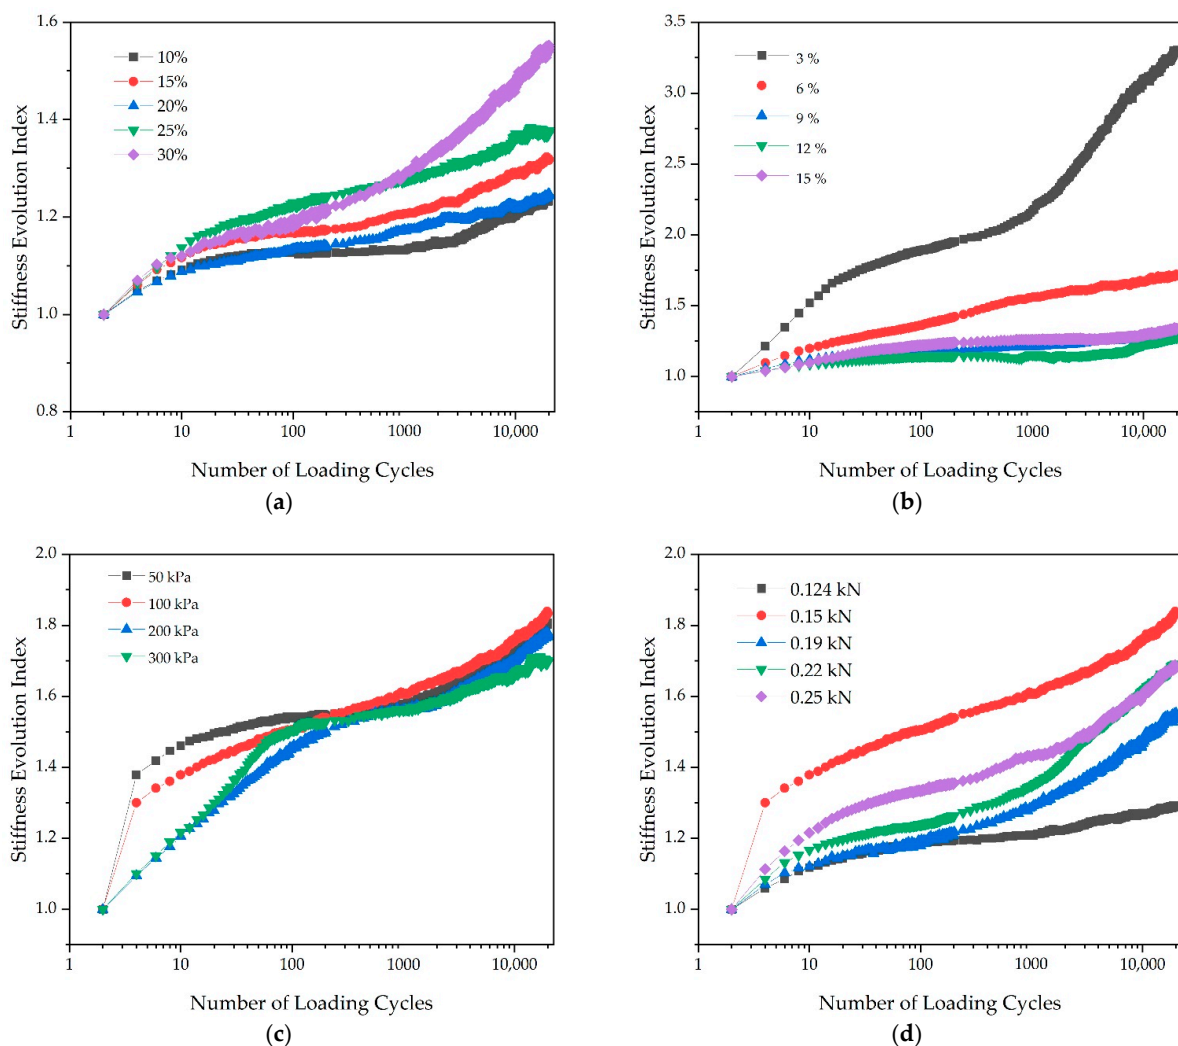 1.6
1.4
1.2
1.0
0.8
Stiffness Evolution Index
10%
15%
20%
25%
30%
1
10
100
1000
10,000
Number of Loading Cycles
(a)
3.5
3.0
2.5
2.0
1.5
1.0
Stiffness Evolution Index
3 %
6 %
9 %
12 %
15 %
1
10
100
1000
10,000
Number of Loading Cycles
(b)
2.0
1.8
1.6
1.4
1.2
1.0
Stiffness Evolution Index
50 kPa
100 kPa
200 kPa
300 kPa
1
10
100
1000
10,000
Number of Loading Cycles
(c)
2.0
1.8
1.6
1.4
1.2
1.0
Stiffness Evolution Index
0.124 kN
0.15 kN
0.19 kN
0.22 kN
0.25 kN
1
10
100
1000
10,000
Number of Loading Cycles
(d)